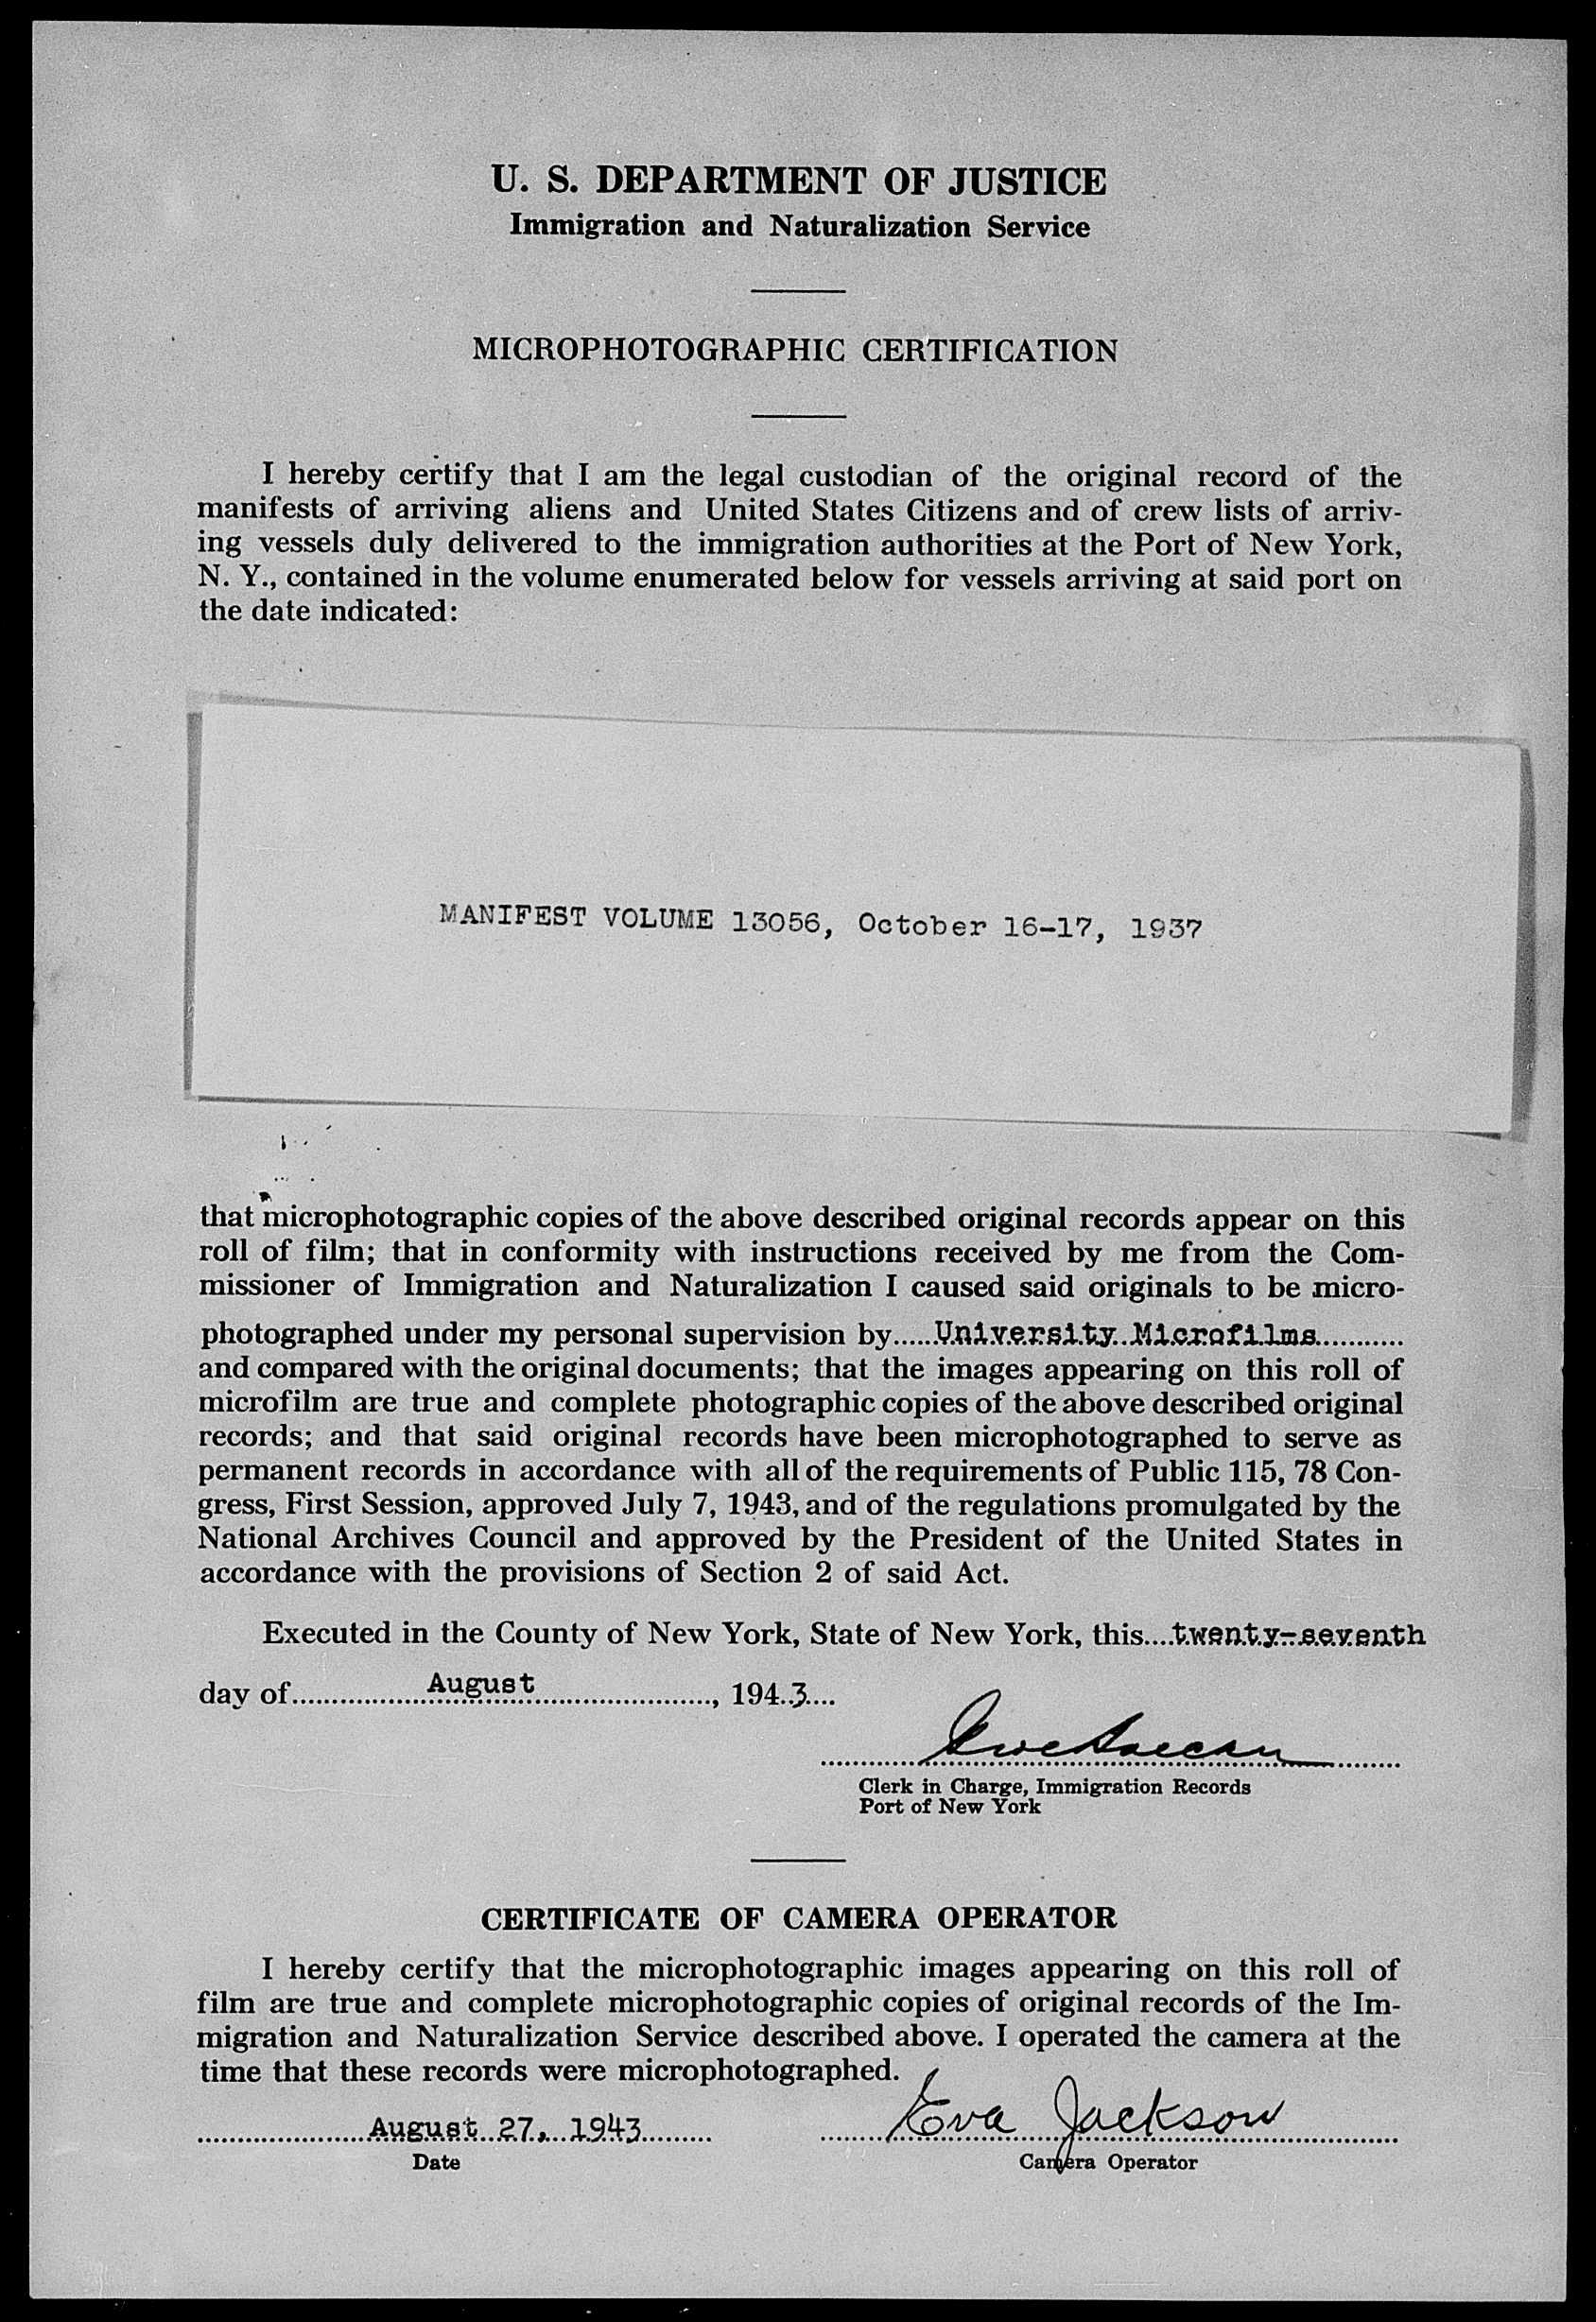 U. S. DEPARTMENT OF JUSTICE
Immigration and Naturalization Service
MICROPHOTOGRAPHIC CERTIFICATION
I hereby certify that I am the legal custodian of the original record of the
manifests of arriving aliens and United States Citizens and of crew lists of arriv-
ing vessels duly delivered to the immigration authorities at the Port of New York,
N. Y., contained in the volume enumerated below for vessels arriving at said port on
the date indicated:
MANIFEST VOLUME 13056, October 16-17, 1937
that microphotographic copies of the above described original records appear on this
roll of film; that in conformity with instructions received by me from the Com-
missioner of Immigration and Naturalization I caused said originals to be micro-
photographed under my personal supervision by.....University Microfilms...........
and compared with the original documents; that the images appearing on this roll of
microfilm are true and complete photographic copies of the above described original
records; and that said original records have been microphotographed to serve as
permanent records in accordance with all of the requirements of Public 115, 78 Con-
gress, First Session, approved July 7, 1943, and of the regulations promulgated by the
National Archives Council and approved by the President of the United States in
accordance with the provisions of Section 2 of said Act.
Executed in the County of New York, State of New York, this....twenty-seventh
day of.................August......................., 194..3....
Clerk in Charge, Immigration Records
Port of New York
CERTIFICATE OF CAMERA OPERATOR
I hereby certify that the microphotographic images appearing on this roll of
film are true and complete microphotographic copies of original records of the Im-
migration and Naturalization Service described above. I operated the camera at the
time that these records were microphotographed.
August 27, 1943 Eva Jackson
Date Camera Operator